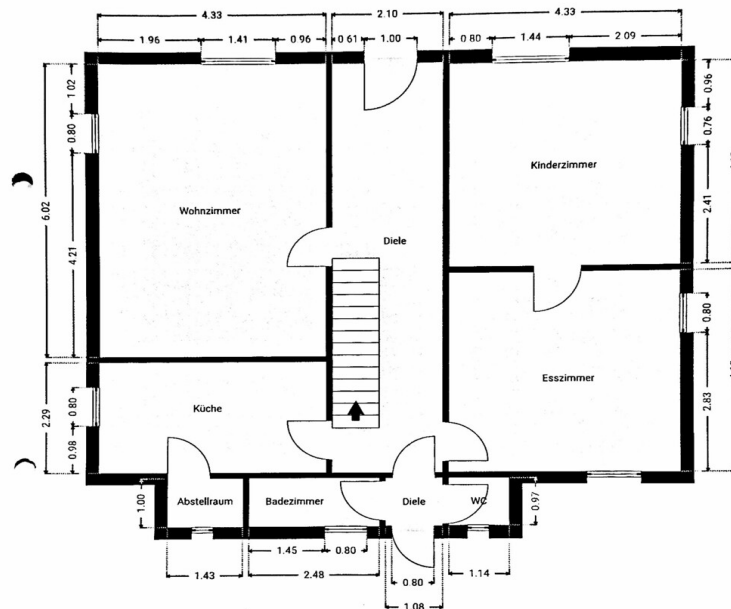 4.33 2.10 4.33
1.96 1.41 0.96 0.61 1.00 0.80 1.44 2.09
1.02
0.96
0.80
0.76
Kinderzimmer
6.02
Wohnzimmer
2.41
Diele
4.21
0.80
Esszimmer
2.29
0.80
Küche
2.83
0.98
1.00
Abstellraum
Badezimmer
Diele
WC
0.97
1.45 0.80
1.43 2.48 0.80 1.14
1.08